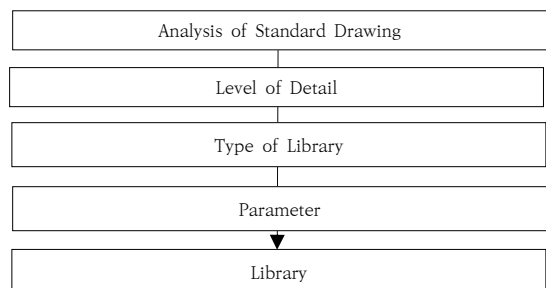 Analysis of Standard Drawing
Level of Detail
Type of Library
Parameter
Library